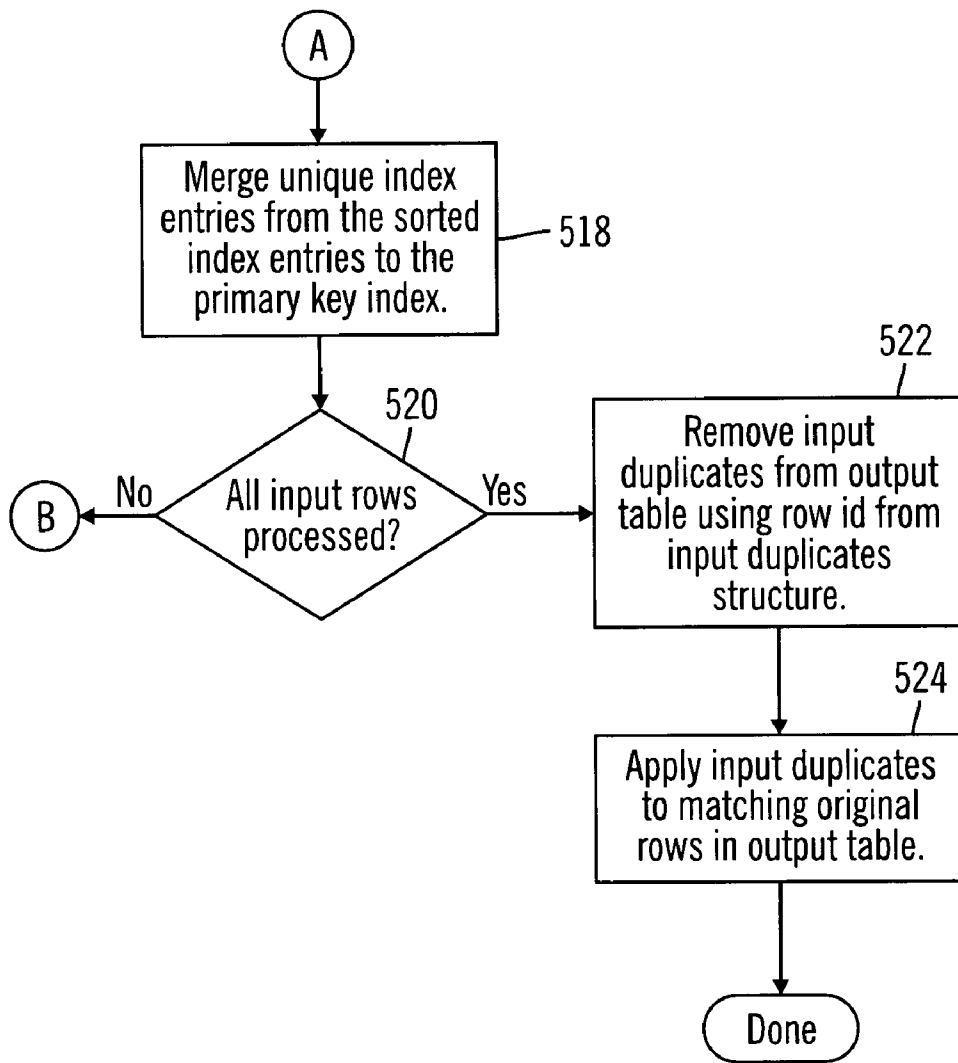 A
Merge unique index
entries from the sorted
index entries to the
primary key index.
518
520
All input rows
processed?
No
Yes
B
522
Remove input
duplicates from output
table using row id from
input duplicates
structure.
524
Apply input duplicates
to matching original
rows in output table.
Done